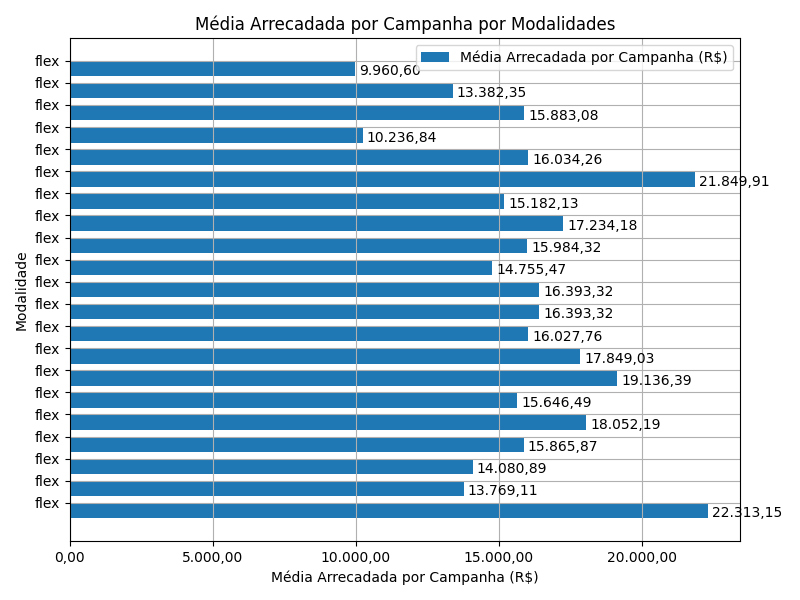 Média Arrecadada por Campanha por Modalidades
Média Arrecadada por Campanha (R$)
flex 9.960,60
flex 13.382,35
flex 15.883,08
flex 10.236,84
flex 16.034,26
flex 21.849,91
flex 15.182,13
flex 17.234,18
flex 15.984,32
flex 14.755,47
flex 16.393,32
flex 16.393,32
flex 16.027,76
flex 17.849,03
flex 19.136,39
flex 15.646,49
flex 18.052,19
flex 15.865,87
flex 14.080,89
flex 13.769,11
flex 22.313,15
Modalidade
0,00 5.000,00 10.000,00 15.000,00 20.000,00
Média Arrecadada por Campanha (R$)